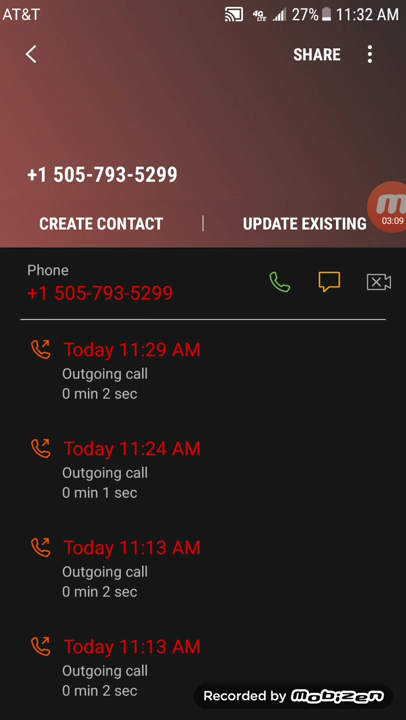 AT&T 4G LTE 27% 11:32 AM
SHARE
+1 505-793-5299
M 03:09
CREATE CONTACT | UPDATE EXISTING
Phone
+1 505-793-5299
Today 11:29 AM
Outgoing call
0 min 2 sec
Today 11:24 AM
Outgoing call
0 min 1 sec
Today 11:13 AM
Outgoing call
0 min 2 sec
Today 11:13 AM
Outgoing call
0 min 2 sec
Recorded by mobizen